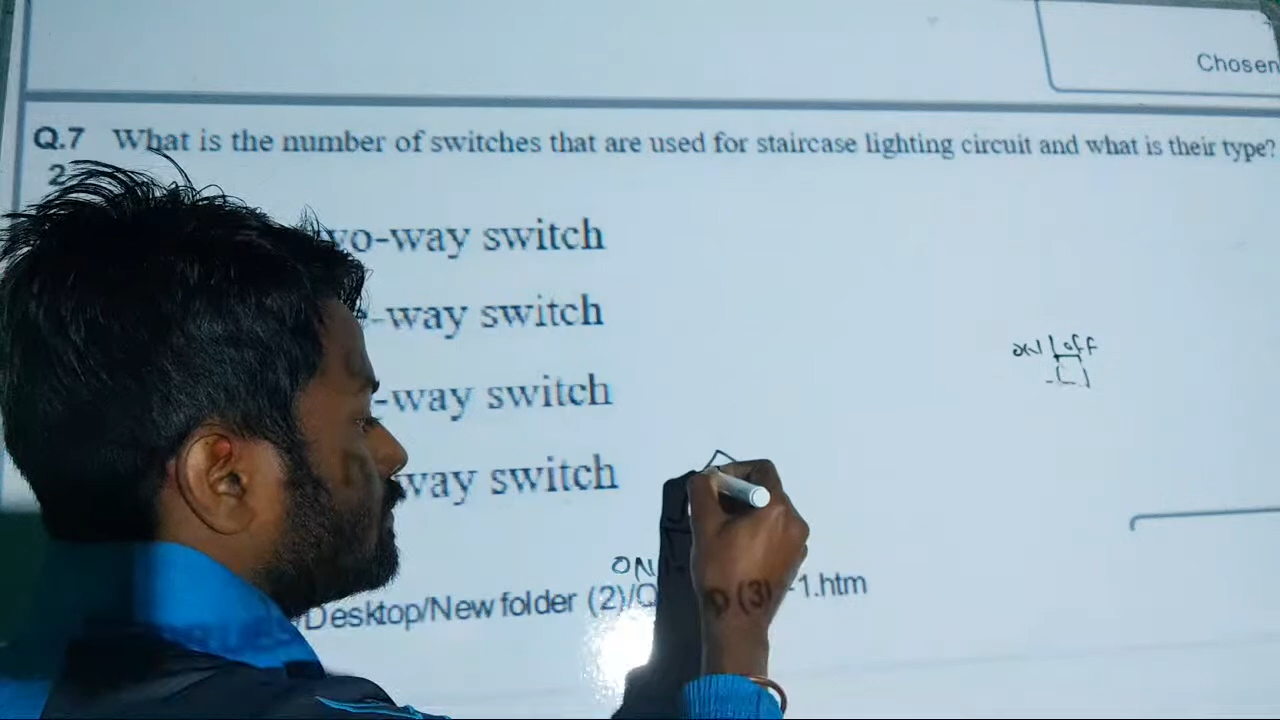 Chosen
Q.7 What is the number of switches that are used for staircase lighting circuit and what is their type?
2
wo-way switch
-way switch
-way switch
way switch
ON/off
ON
Desktop/New folder (2)/Q p (3) -1.htm